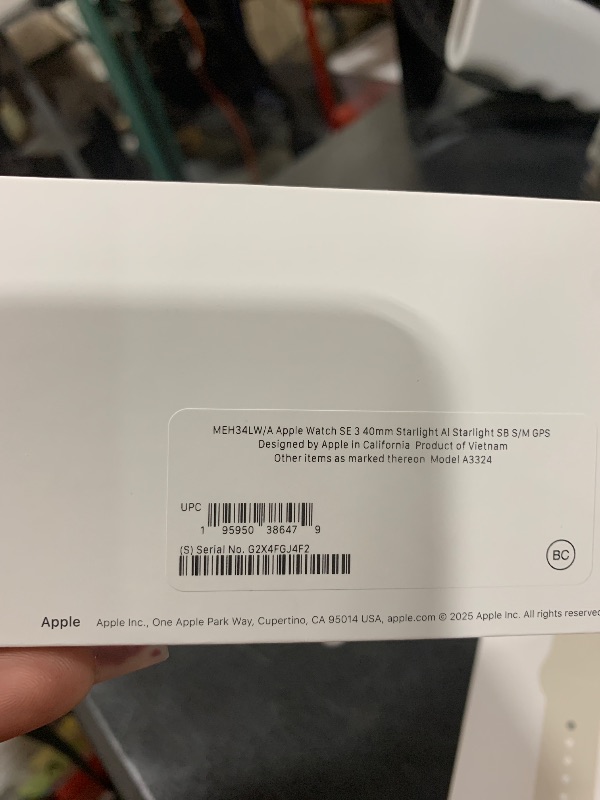 MEH34LW/A Apple Watch SE 3 40mm Starlight Al Starlight SB S/M GPS
Designed by Apple in California Product of Vietnam
Other items as marked thereon Model A3324
UPC
1 95950 38647 9
(S) Serial No. G2X4FGJ4F2
BC
Apple Apple Inc., One Apple Park Way, Cupertino, CA 95014 USA, apple.com © 2025 Apple Inc. All rights reserved